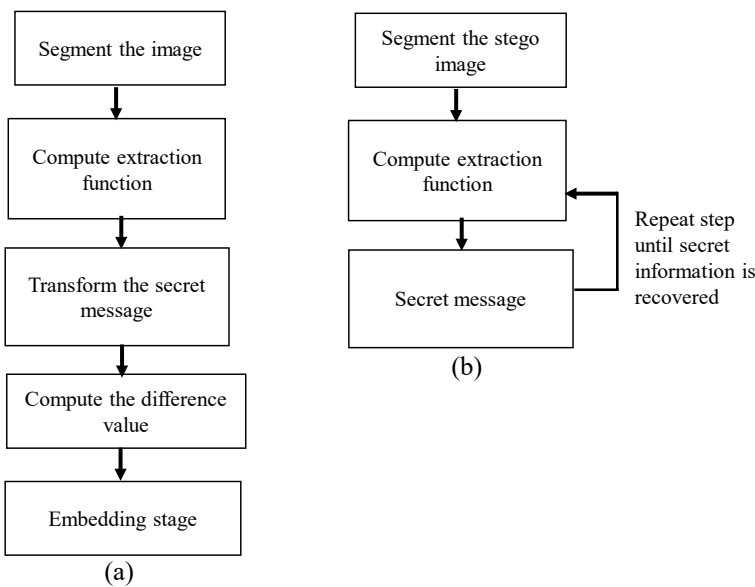 Segment the image
Compute extraction
function
Transform the secret
message
Compute the difference
value
Embedding stage
(a)
Segment the stego
image
Compute extraction
function
Secret message
Repeat step
until secret
information is
recovered
(b)